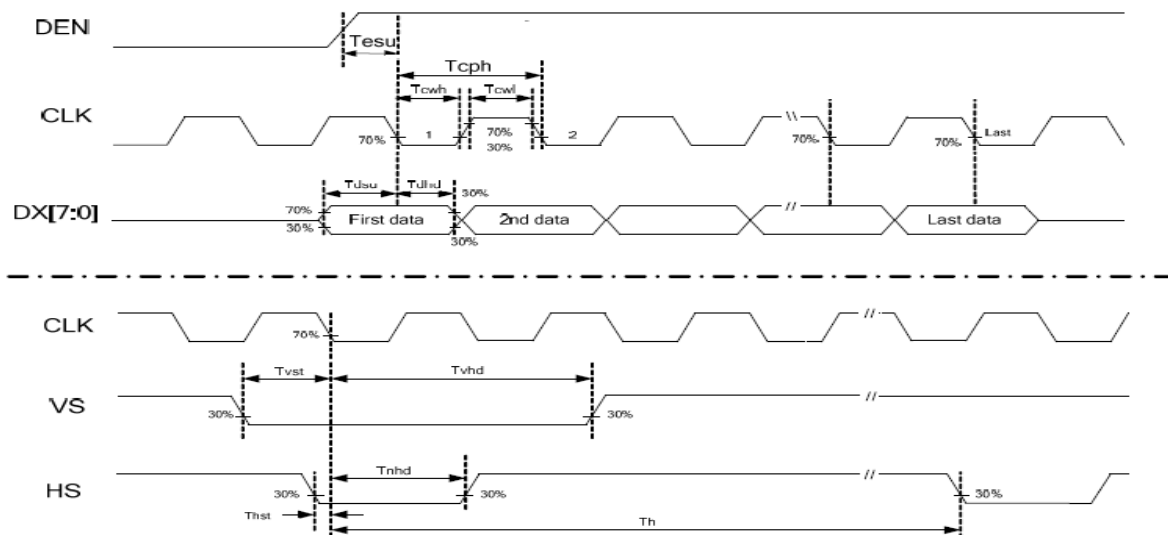 DEN
Tesu
Tcph
Tcwh
Tcwl
CLK
70%
1
70%
30%
2
70%
70%
Last
Tdsu
Tdhd
30%
DX[7:0]
70%
30%
First data
2nd data
Last data
30%
CLK
70%
Tvst
Tvhd
VS
30%
30%
HS
Tnhd
30%
30%
30%
Thst
Th